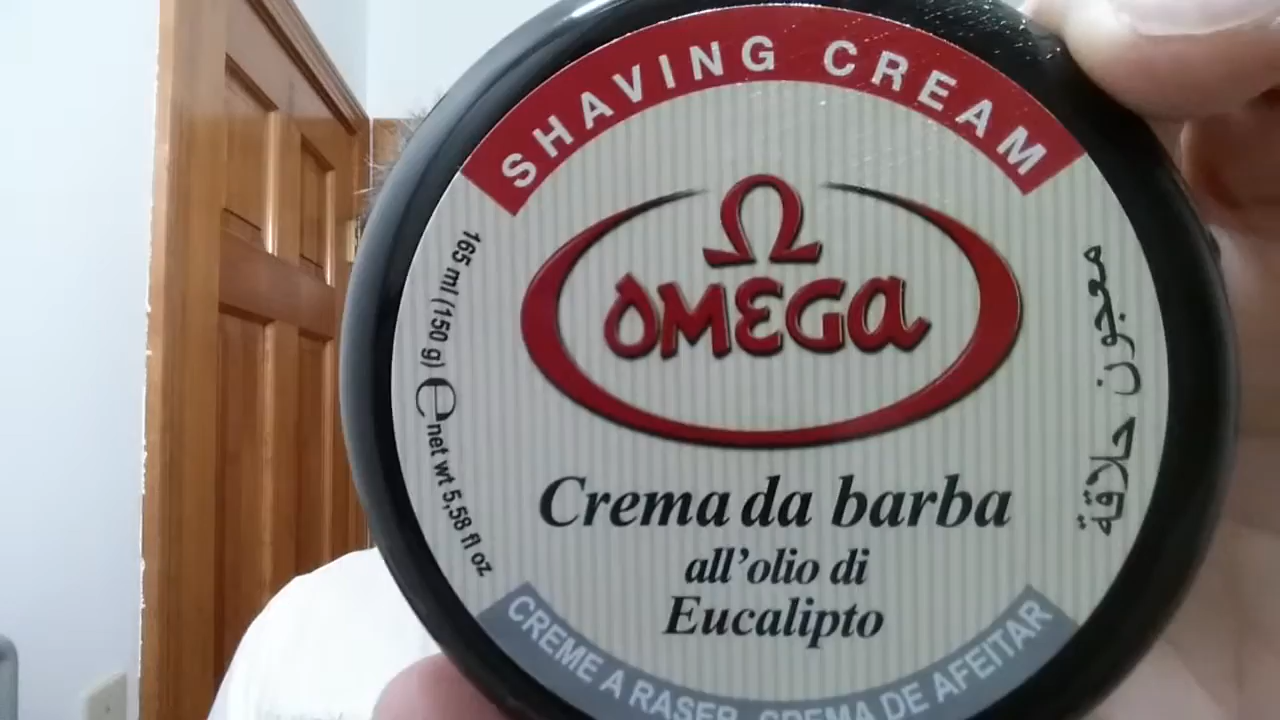 SHAVING CREAM
Ω
OMEGA
165 ml (150 g) ℮ net wt 5,58 fl oz
معجون حلاقة
Crema da barba
all'olio di
Eucalipto
CREME A RASER CREMA DE AFEITAR